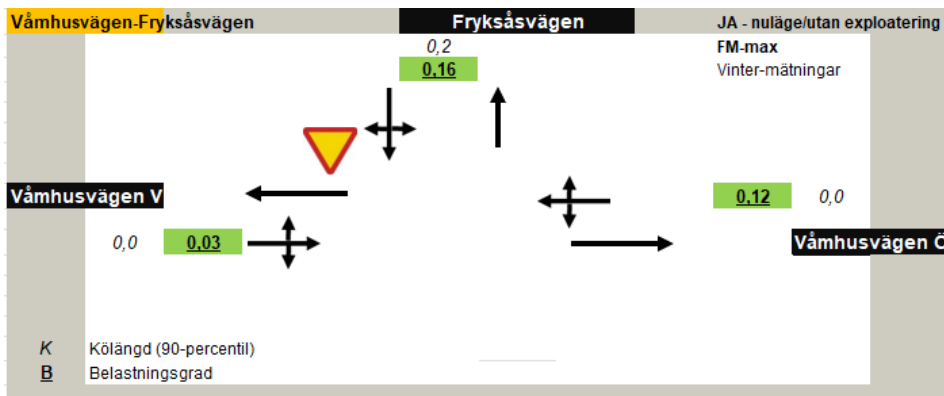 Våmhusvägen-Fryksåsvägen
Fryksåsvägen
JA - nuläge/utan exploatering
0,2
FM-max
0,16
Vinter-mätningar
Våmhusvägen V
0,12 0,0
0,0 0,03
Våmhusvägen Ö
K Kölängd (90-percentil)
B Belastningsgrad